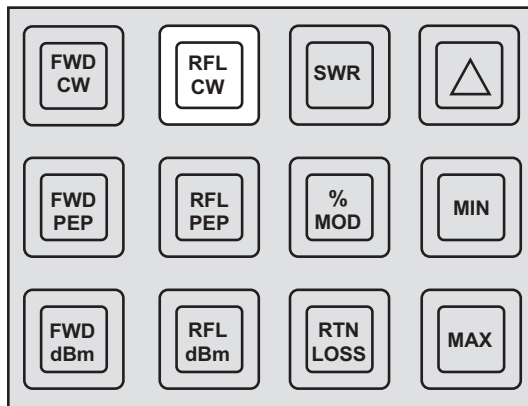 FWD
CW
RFL
CW
SWR
FWD
PEP
RFL
PEP
%
MOD
MIN
FWD
dBm
RFL
dBm
RTN
LOSS
MAX